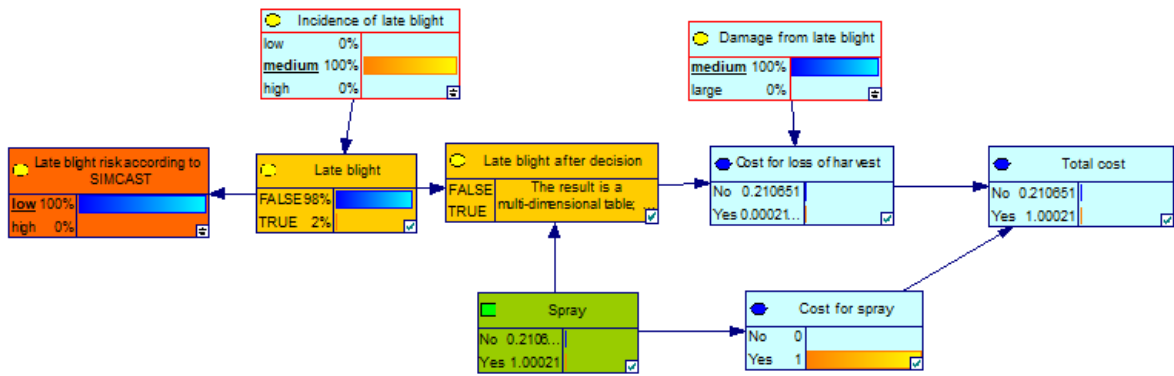 Incidence of late blight
low 0%
medium 100%
high 0%
Damage from late blight
medium 100%
large 0%
Late blight risk according to
SIMCAST
low 100%
high 0%
Late blight
FALSE 98%
TRUE 2%
Late blight after decision
FALSE
TRUE
The result is a
multi-dimensional table; ...
Cost for loss of harvest
No 0.210651
Yes 0.00021...
Total cost
No 0.210651
Yes 1.00021
Spray
No 0.2106...
Yes 1.00021
Cost for spray
No 0
Yes 1